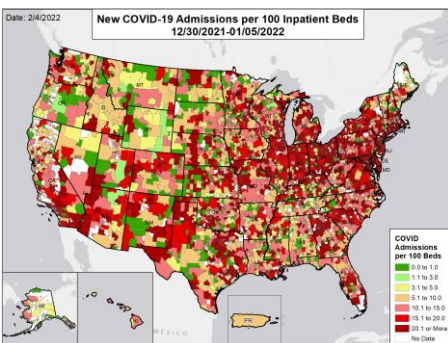 Date: 2/4/2022
New COVID-19 Admissions per 100 Inpatient Beds
12/30/2021-01/05/2022
MT
PR
MEXICO
COVID
Admissions
per 100 Beds
0.0 to 1.0
1.1 to 3.0
3.1 to 5.0
5.1 to 10.0
10.1 to 15.0
15.1 to 20.0
20.1 or More
No Data